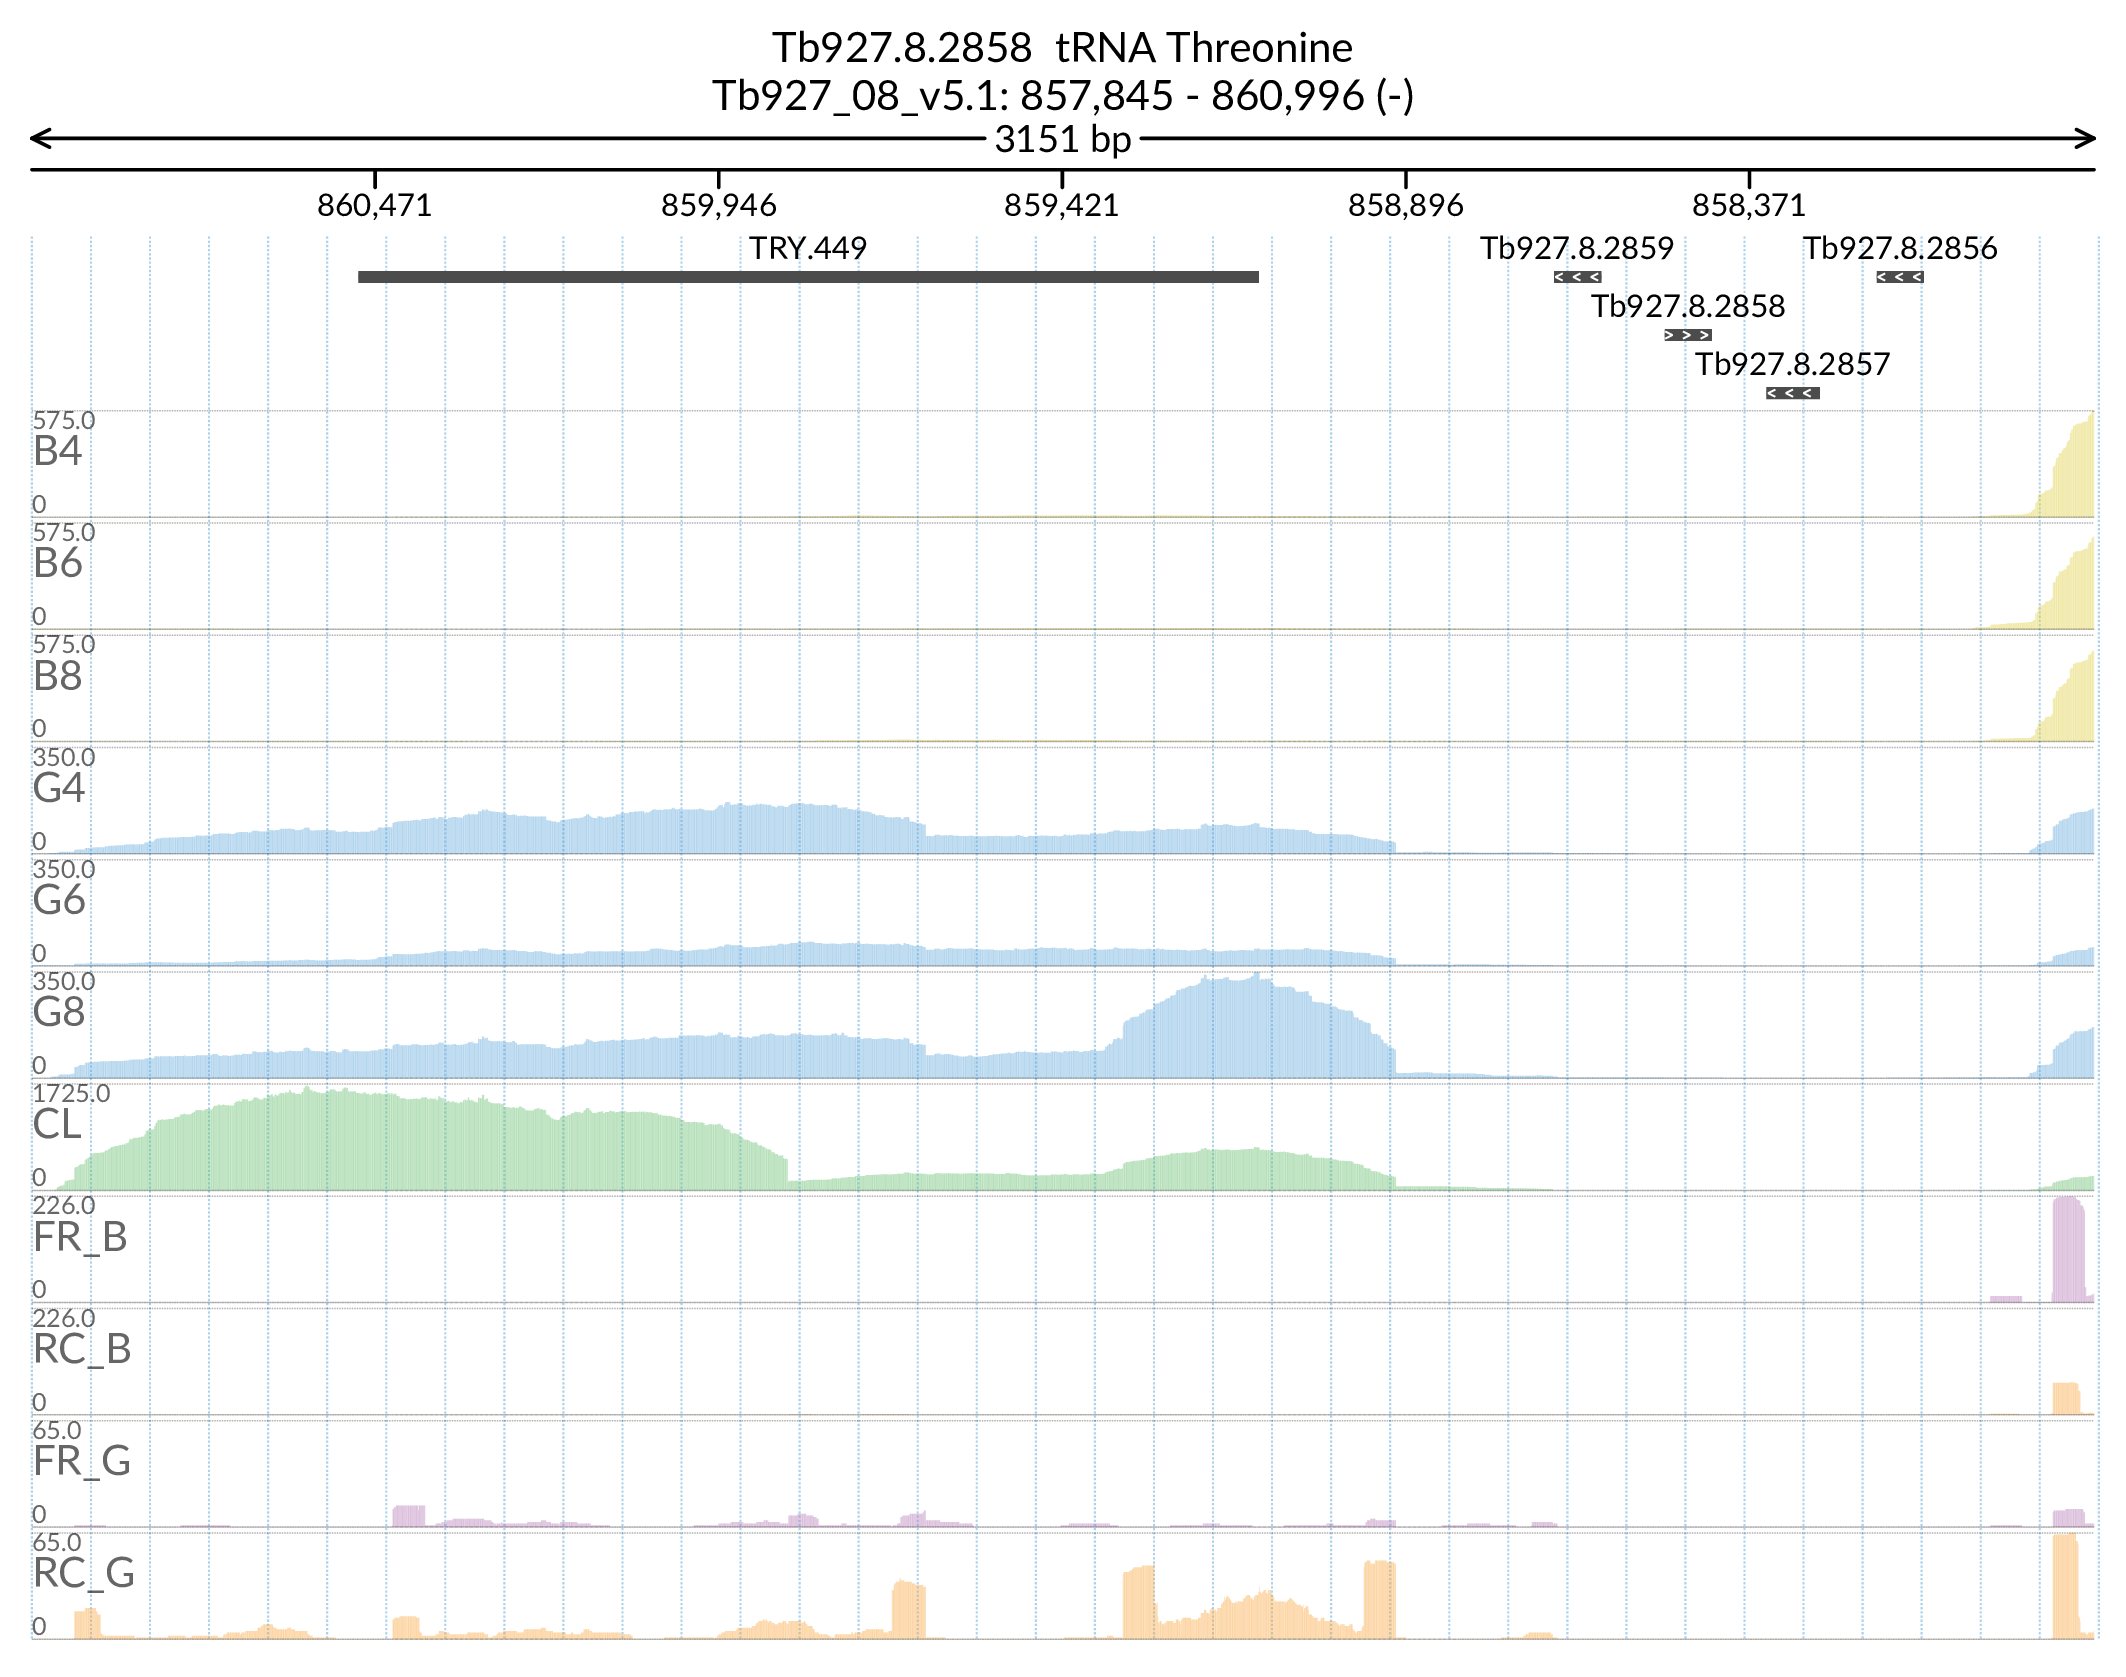 Tb927.8.2858 tRNA Threonine
Tb927_08_v5.1: 857,845 - 860,996 (-)
3151 bp
860,471 859,946 859,421 858,896 858,371
TRY.449 Tb927.8.2859 Tb927.8.2856
Tb927.8.2858
Tb927.8.2857
575.0
B4
0
575.0
B6
0
575.0
B8
0
350.0
G4
0
350.0
G6
0
350.0
G8
0
1725.0
CL
0
226.0
FR_B
0
226.0
RC_B
0
65.0
FR_G
0
65.0
RC_G
0